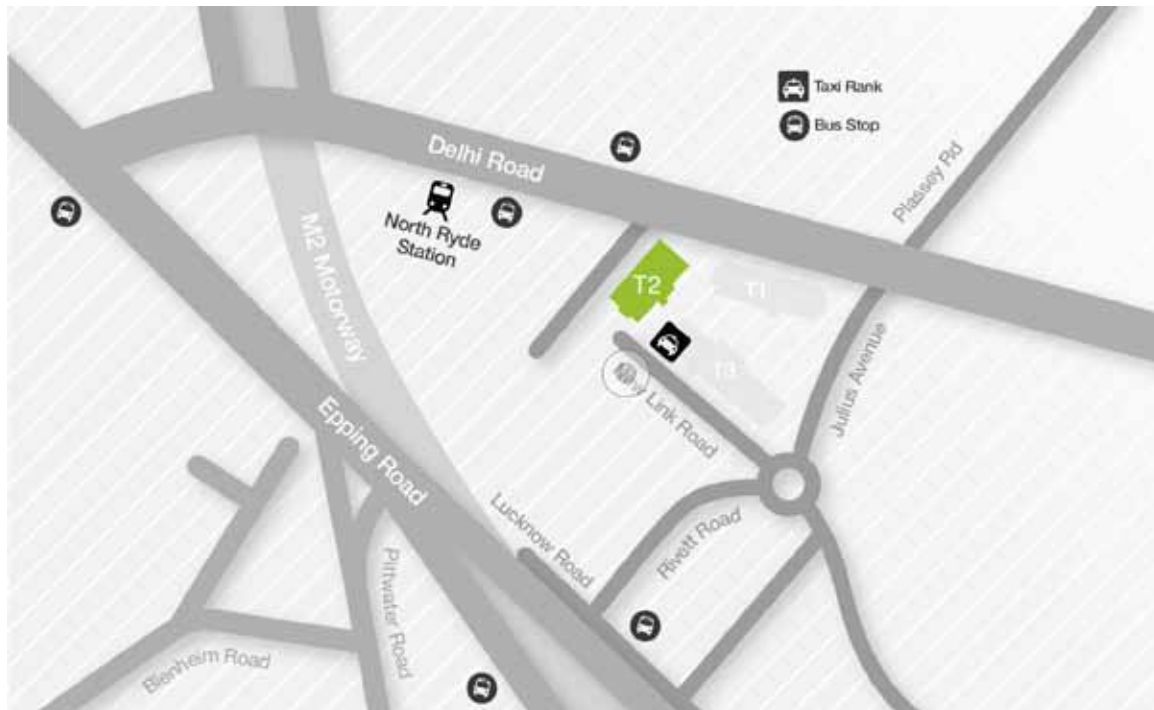 Taxi Rank
Bus Stop
Delhi Road
Plassey Rd
North Ryde
Station
M2 Motorway
T2
T1
T3
Julius Avenue
Link Road
Epping Road
Lucknow Road
Rivett Road
Pittwater Road
Blenheim Road